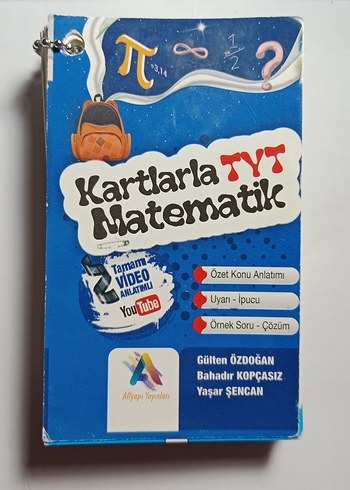 π
≈3,14
∞
1
2
?
Kartlarla TYT
Matematik
Tamamı
VİDEO
ANLATIMLI
YouTube
Özet Konu Anlatımı
Uyarı - İpucu
Örnek Soru - Çözüm
Altyapı Yayınları
Gülten ÖZDOĞAN
Bahadır KOPÇASIZ
Yaşar ŞENCAN